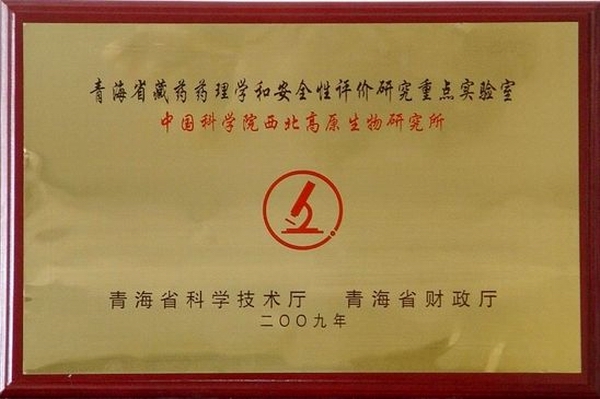 青海省藏药药理学和安全性评价研究重点实验室
中国科学院西北高原生物研究所
青海省科学技术厅 青海省财政厅
二〇〇九年